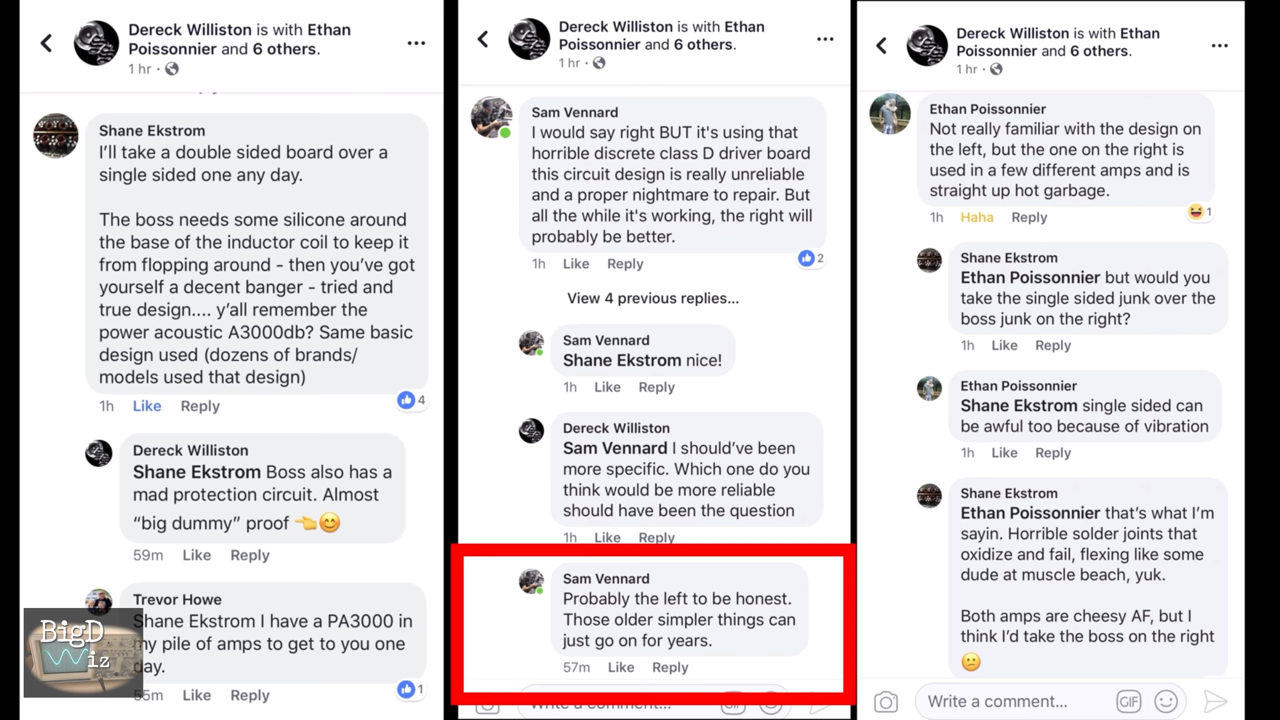 Dereck Williston is with Ethan
Poissonnier and 6 others.
1 hr ·
Shane Ekstrom
I'll take a double sided board over a
single sided one any day.
The boss needs some silicone around
the base of the inductor coil to keep it
from flopping around - then you've got
yourself a decent banger - tried and
true design.... y'all remember the
power acoustic A3000db? Same basic
design used (dozens of brands/
models used that design)
1h Like Reply 4
Dereck Williston
Shane Ekstrom Boss also has a
mad protection circuit. Almost
“big dummy” proof 👈😊
59m Like Reply
Trevor Howe
Shane Ekstrom I have a PA3000 in
my pile of amps to get to you one
day.
Like Reply 1
BigD
iz
Dereck Williston is with Ethan
Poissonnier and 6 others.
1 hr ·
Sam Vennard
I would say right BUT it's using that
horrible discrete class D driver board
this circuit design is really unreliable
and a proper nightmare to repair. But
all the while it's working, the right will
probably be better.
1h Like Reply 2
View 4 previous replies...
Sam Vennard
Shane Ekstrom nice!
1h Like Reply
Dereck Williston
Sam Vennard I should've been
more specific. Which one do you
think would be more reliable
should have been the question
1h Like Reply
Sam Vennard
Probably the left to be honest.
Those older simpler things can
just go on for years.
57m Like Reply
Write a comment... GIF
Dereck Williston is with Ethan
Poissonnier and 6 others.
1 hr ·
Ethan Poissonnier
Not really familiar with the design on
the left, but the one on the right is
used in a few different amps and is
straight up hot garbage.
1h Haha Reply 😆 1
Shane Ekstrom
Ethan Poissonnier but would you
take the single sided junk over the
boss junk on the right?
1h Like Reply
Ethan Poissonnier
Shane Ekstrom single sided can
be awful too because of vibration
1h Like Reply
Shane Ekstrom
Ethan Poissonnier that's what I'm
sayin. Horrible solder joints that
oxidize and fail, flexing like some
dude at muscle beach, yuk.
Both amps are cheesy AF, but I
think I'd take the boss on the right
😕
Write a comment... GIF